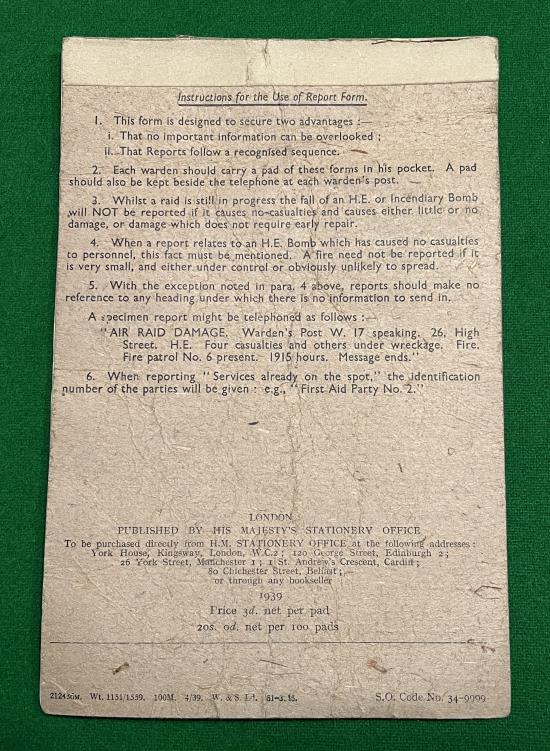 Instructions for the Use of Report Form.
1. This form is designed to secure two advantages :—
i. That no important information can be overlooked ;
ii. That Reports follow a recognised sequence.
2. Each warden should carry a pad of these forms in his pocket. A pad
should also be kept beside the telephone at each warden's post.
3. Whilst a raid is still in progress the fall of an H.E. or Incendiary Bomb
will NOT be reported if it causes no casualties and causes either little or no
damage, or damage which does not require early repair.
4. When a report relates to an H.E. Bomb which has caused no casualties
to personnel, this fact must be mentioned. A fire need not be reported if it
is very small, and either under control or obviously unlikely to spread.
5. With the exception noted in para. 4 above, reports should make no
reference to any heading under which there is no information to send in.
A specimen report might be telephoned as follows :—
"AIR RAID DAMAGE. Warden's Post W. 17 speaking. 26, High
Street. H.E. Four casualties and others under wreckage. Fire.
Fire patrol No. 6 present. 1915 hours. Message ends."
6. When reporting "Services already on the spot," the identification
number of the parties will be given : e.g., "First Aid Party No. 2."
LONDON
PUBLISHED BY HIS MAJESTY'S STATIONERY OFFICE
To be purchased directly from H.M. STATIONERY OFFICE at the following addresses :
York House, Kingsway, London, W.C.2 ; 120 George Street, Edinburgh 2 ;
26 York Street, Manchester 1 ; 1 St. Andrew's Crescent, Cardiff ;
80 Chichester Street, Belfast ;
or through any bookseller
1939
Price 3d. net per pad
20s. 0d. net per 100 pads
Wt. 1151/1559. 100M. 4/39. W. & S. Ld. 51-3.16.
S.O. Code No. 34-9999